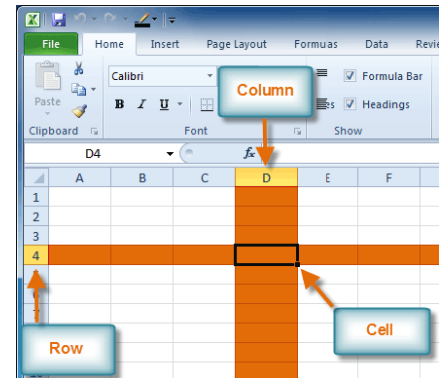 File Home Insert Page Layout Formuas Data Revie
Calibri
Formula Bar
Paste
B I U
Headings
Clipboard Font Show
Column
D4 fx
A B C D E F
1
2
3
4
Row
Cell